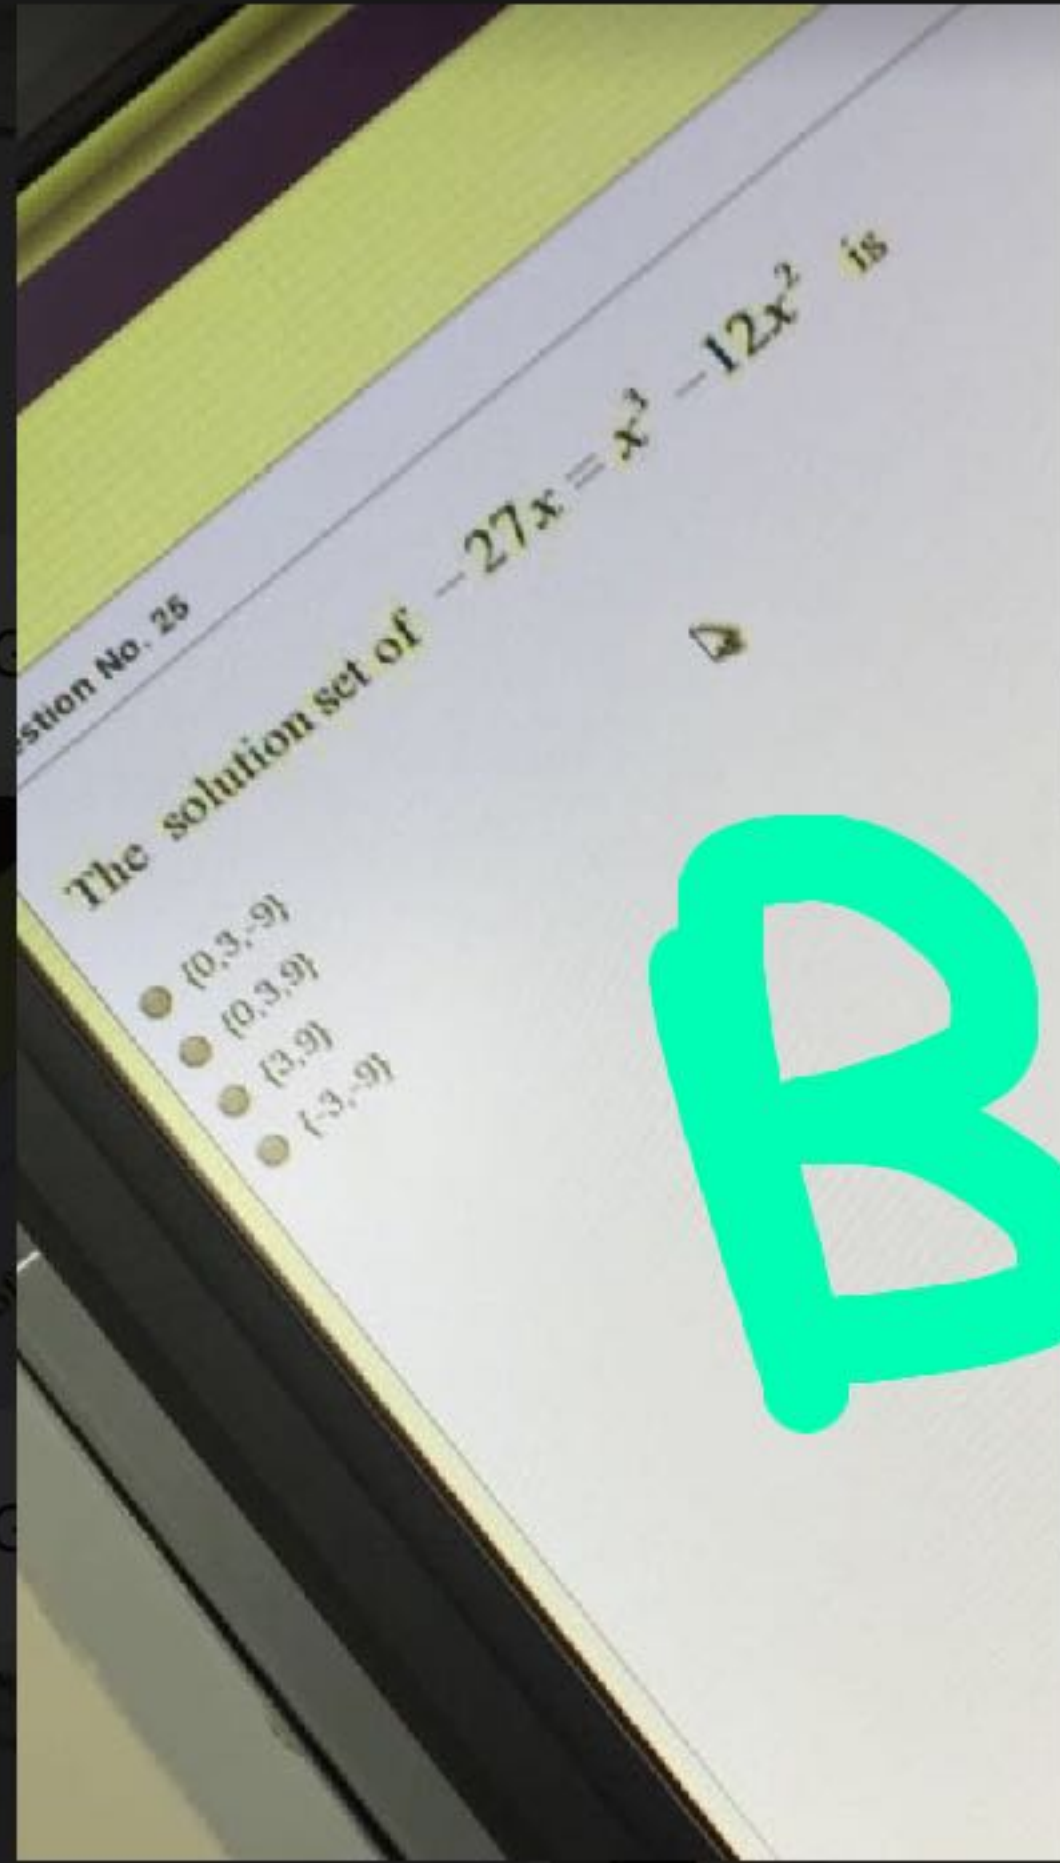 estion No. 25
The solution set of −27x = x³ −12x² is
{0,3,-9}
{0,3,9}
{3,9}
{-3,-9}
B